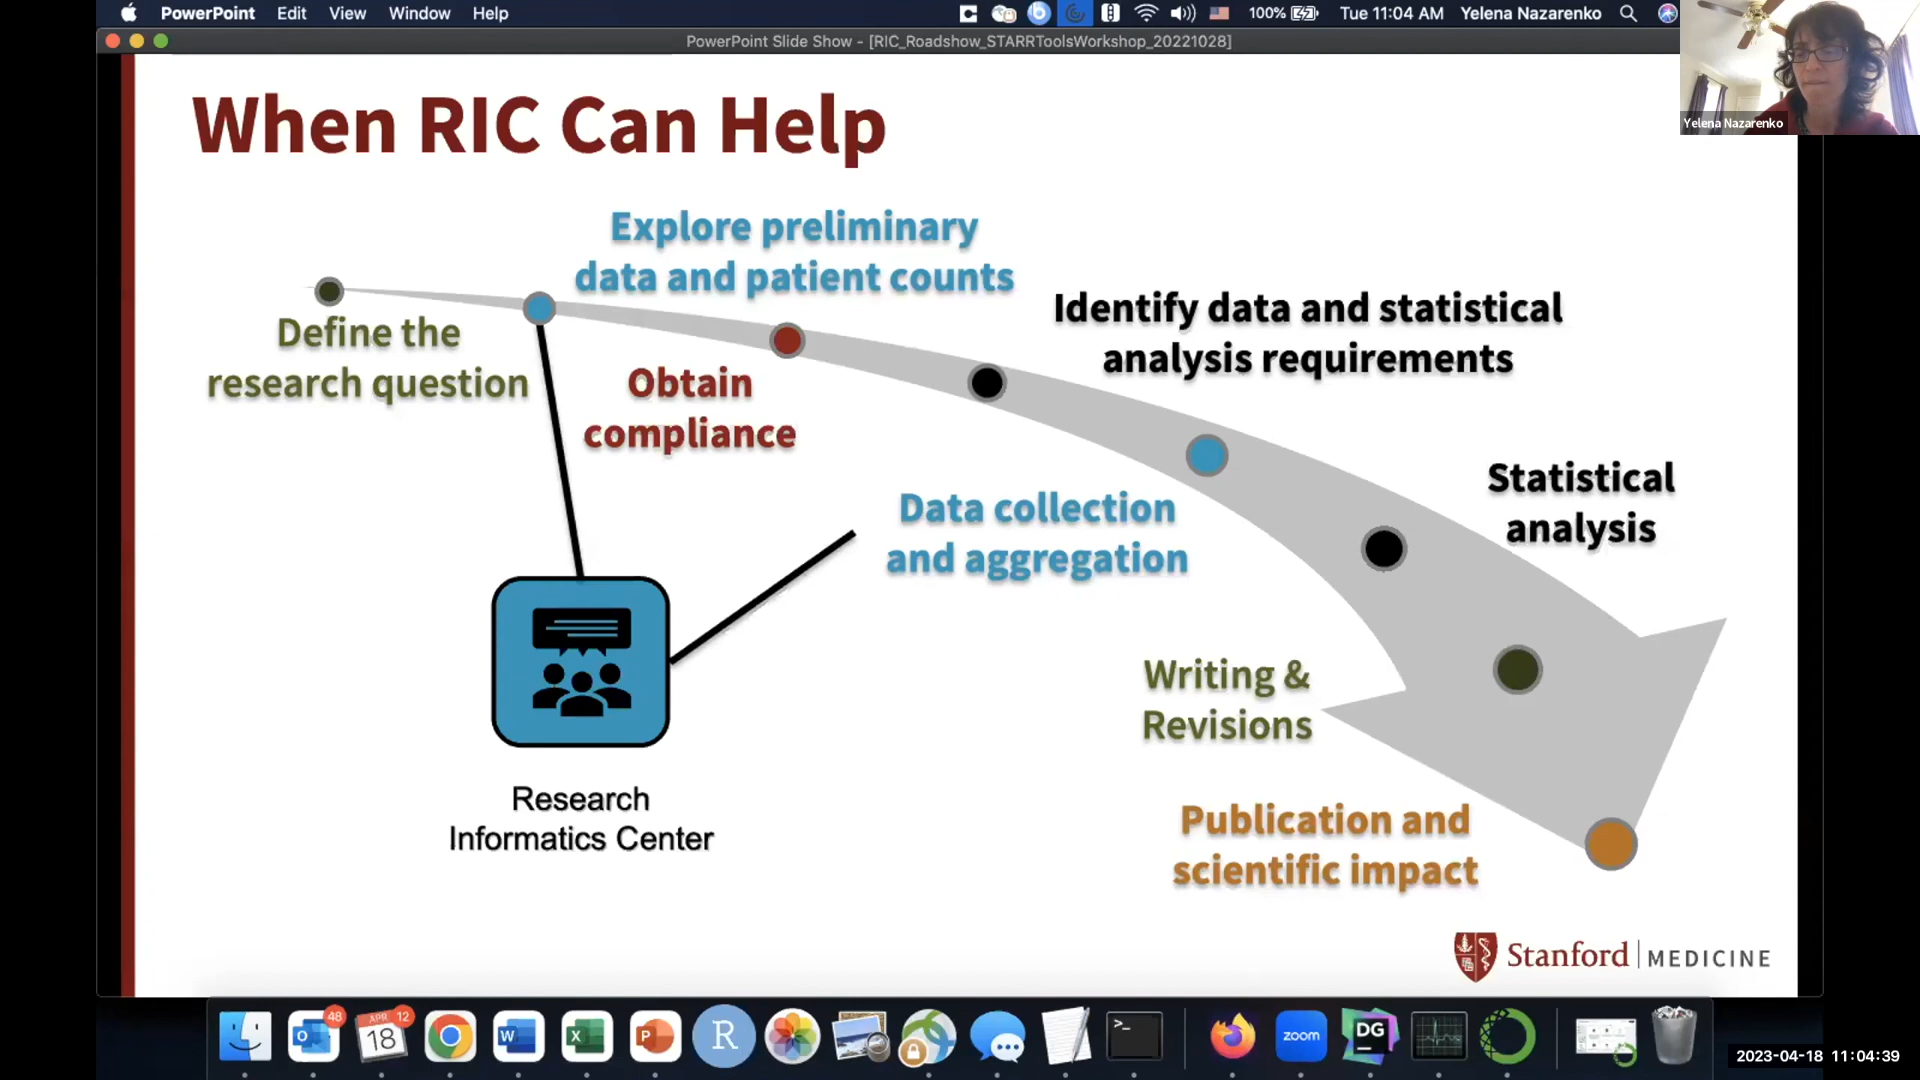 PowerPoint Edit View Window Help
100% Tue 11:04 AM Yelena Nazarenko
PowerPoint Slide Show - [RIC_Roadshow_STARRToolsWorkshop_20221028]
Yelena Nazarenko
When RIC Can Help
Explore preliminary
data and patient counts
Define the
research question
Obtain
compliance
Identify data and statistical
analysis requirements
Data collection
and aggregation
Statistical
analysis
Research
Informatics Center
Writing &
Revisions
Publication and
scientific impact
Stanford MEDICINE
48
APR 12
18
O
W
X
P
R
>_
zoom
DG
2023-04-18 11:04:39